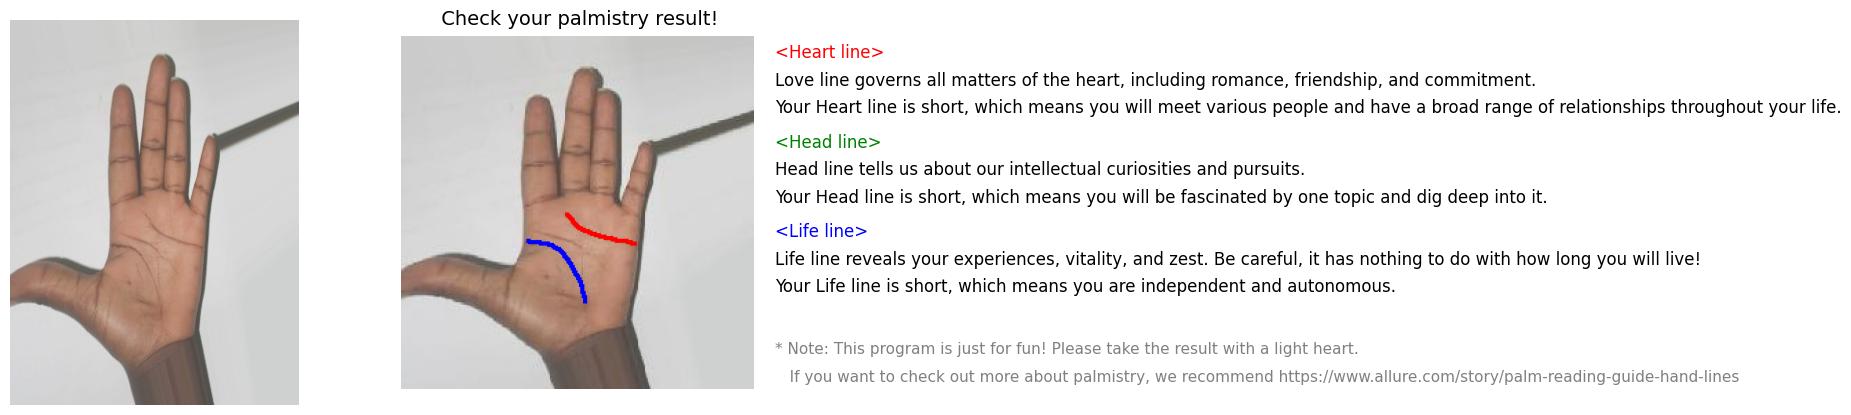 Check your palmistry result!
<Heart line>
Love line governs all matters of the heart, including romance, friendship, and commitment.
Your Heart line is short, which means you will meet various people and have a broad range of relationships throughout your life.
<Head line>
Head line tells us about our intellectual curiosities and pursuits.
Your Head line is short, which means you will be fascinated by one topic and dig deep into it.
<Life line>
Life line reveals your experiences, vitality, and zest. Be careful, it has nothing to do with how long you will live!
Your Life line is short, which means you are independent and autonomous.
* Note: This program is just for fun! Please take the result with a light heart.
If you want to check out more about palmistry, we recommend https://www.allure.com/story/palm-reading-guide-hand-lines